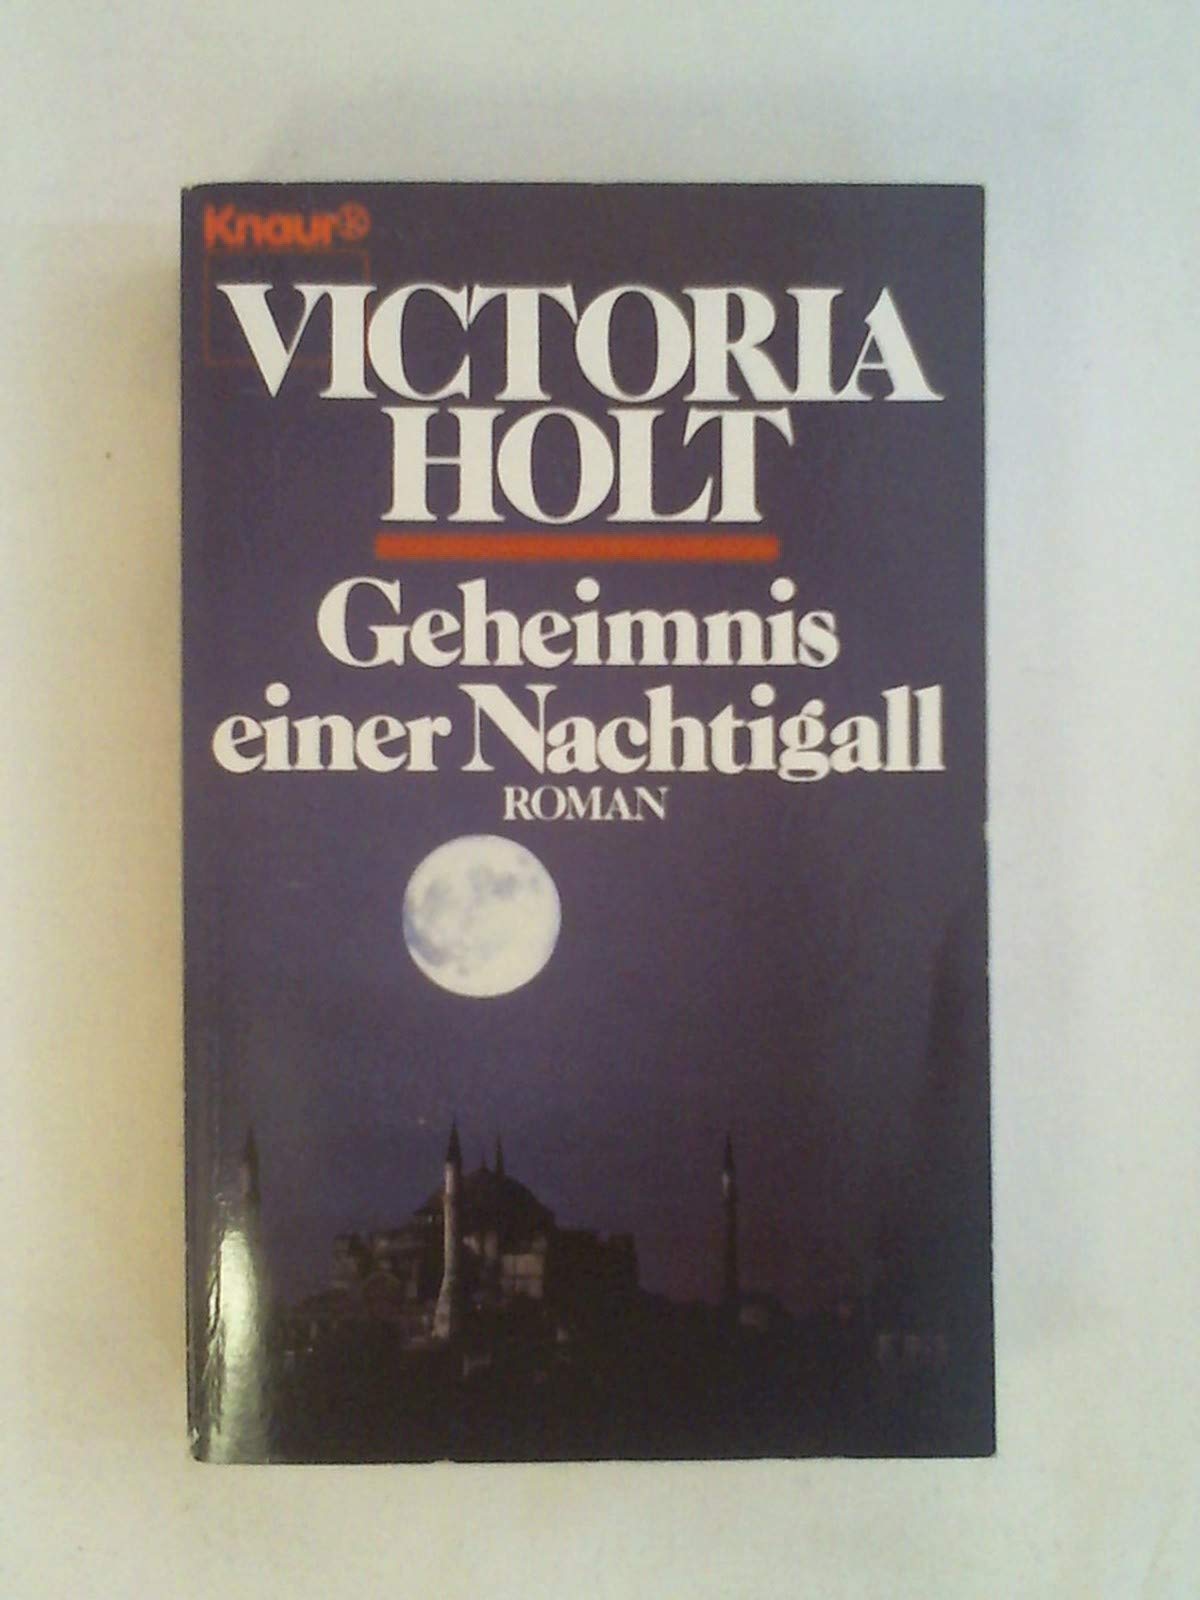 Knaur®
VICTORIA
HOLT
Geheimnis
einer Nachtigall
ROMAN